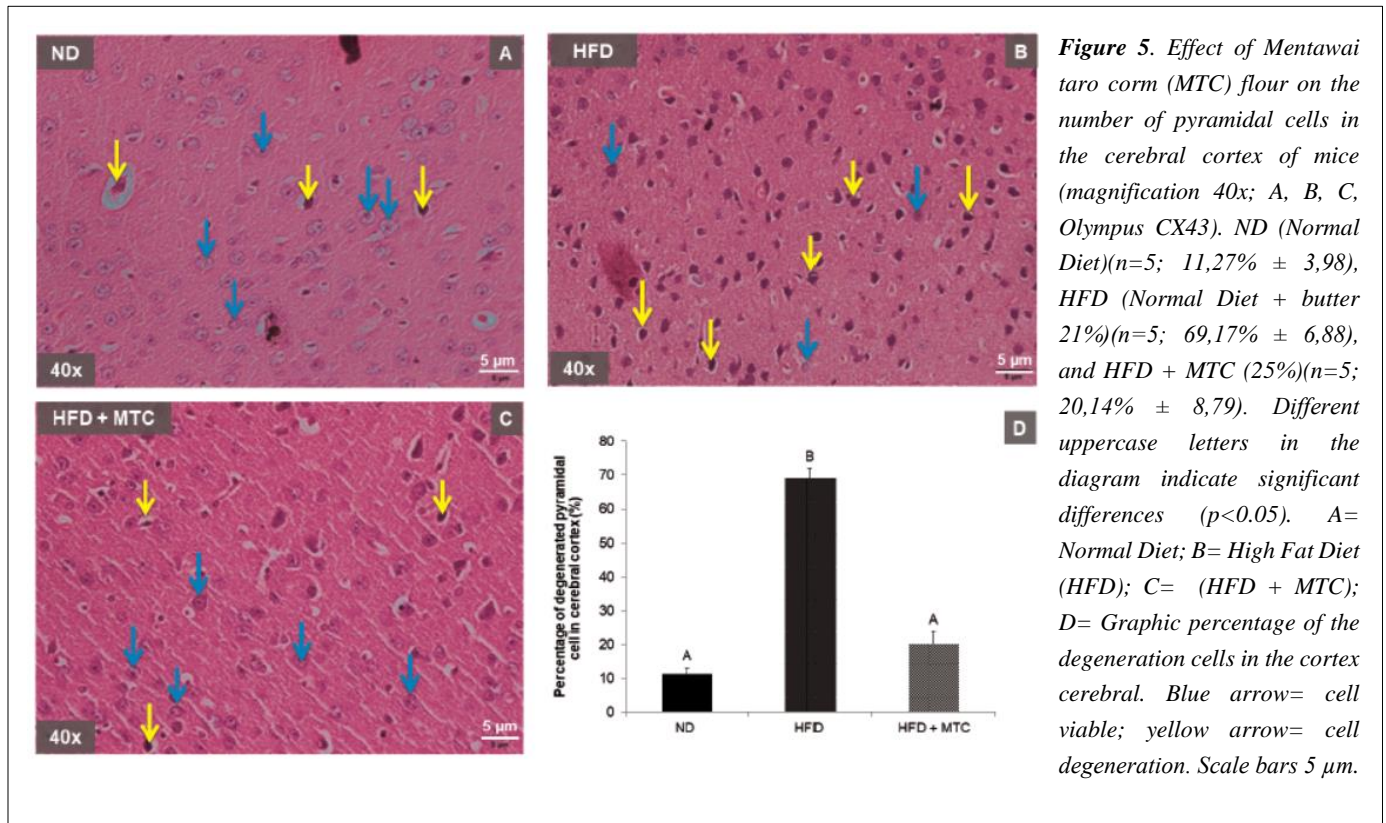 ND
A
40x
5 µm
HFD
B
40x
5 µm
HFD + MTC
C
40x
5 µm
D
Percentage of degenerated pyramidal
cell in cerebral cortex (%)
80
70
60
50
40
30
20
10
0
A
B
A
ND
HFD
HFD + MTC
Figure 5. Effect of Mentawai
taro corm (MTC) flour on the
number of pyramidal cells in
the cerebral cortex of mice
(magnification 40x; A, B, C,
Olympus CX43). ND (Normal
Diet)(n=5; 11,27% ± 3,98),
HFD (Normal Diet + butter
21%)(n=5; 69,17% ± 6,88),
and HFD + MTC (25%)(n=5;
20,14% ± 8,79). Different
uppercase letters in the
diagram indicate significant
differences (p<0.05). A=
Normal Diet; B= High Fat Diet
(HFD); C= (HFD + MTC);
D= Graphic percentage of the
degeneration cells in the cortex
cerebral. Blue arrow= cell
viable; yellow arrow= cell
degeneration. Scale bars 5 µm.